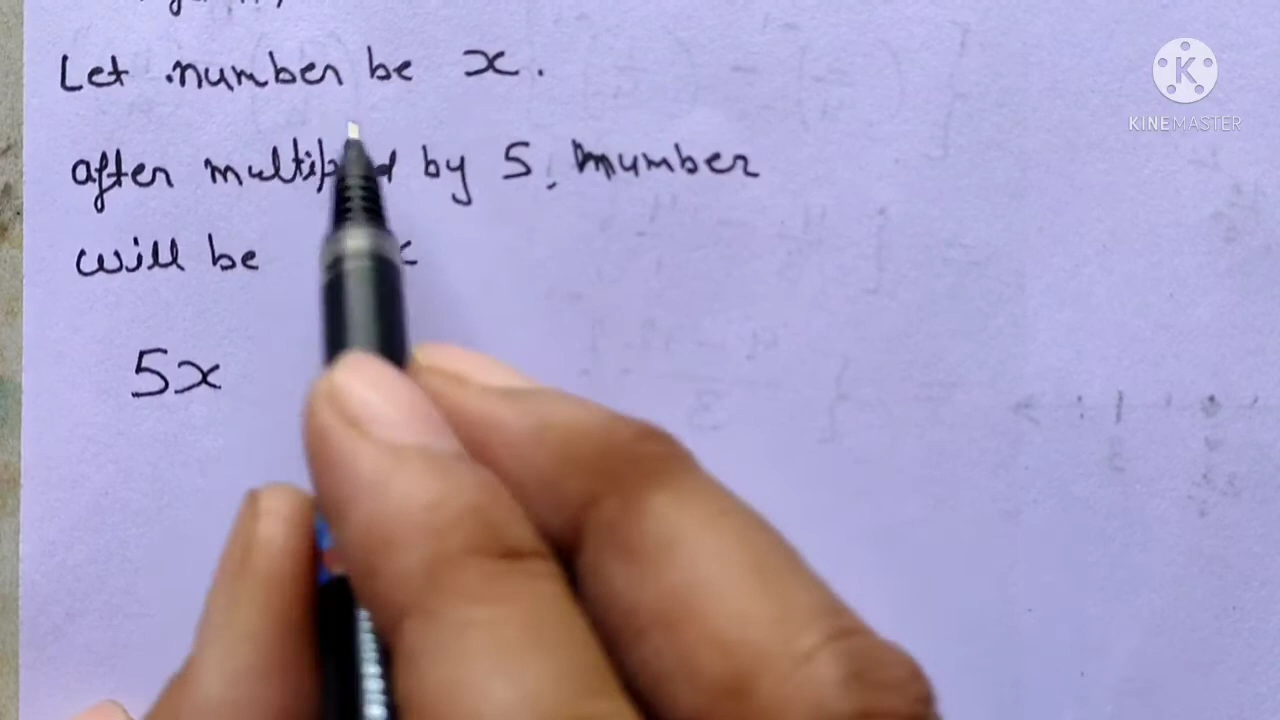 Let number be x.
after by 5, number
will be
5x
KINEMASTER